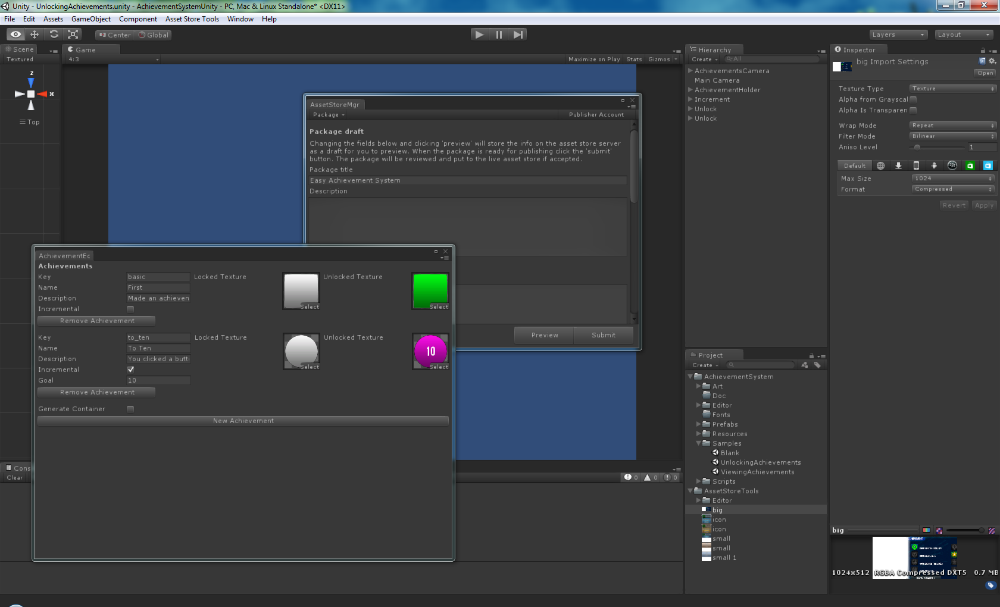 Unity - UnlockingAchievements.unity - AchievementSystemUnity - PC, Mac & Linux Standalone* <DX11>
File Edit Assets GameObject Component Asset Store Tools Window Help
Center Global
Layers Layout
Scene
Textured
z
x
Top
Game
4:3
Maximize on Play Stats Gizmos
AssetStoreMgr
Package
Publisher Account
Package draft
Changing the fields below and clicking 'preview' will store the info on the asset store server
as a draft for you to preview. When the package is ready for publishing click the 'submit'
button. The package will be reviewed and put to the live asset store if accepted.
Package title
Easy Achievement System
Description
Preview Submit
AchievementEc
Achievements
Key basic Locked Texture Unlocked Texture
Name First
Description Made an achieven
Select Select
Incremental
Remove Achievement
Key to_ten Locked Texture Unlocked Texture
Name To Ten
10
Description You clicked a butt
Select Select
Incremental
Goal 10
Remove Achievement
Generate Container
New Achievement
Cons
Clear
0 0 0
Hierarchy
Create All
AchievementsCamera
Main Camera
AchievementHolder
Increment
Unlock
Unlock
Project
Create
AchievementSystem
Art
Doc
Editor
Fonts
Prefabs
Resources
Samples
Blank
UnlockingAchievements
ViewingAchievements
Scripts
AssetStoreTools
Editor
big
icon
icon
small
small
small 1
Inspector
big Import Settings
Open
Texture Type Texture
Alpha from Grayscal
Alpha Is Transparen
Wrap Mode Repeat
Filter Mode Bilinear
Aniso Level 1
Default
Max Size 1024
Format Compressed
Revert Apply
big
1024x512 RGBA Compressed DXT5 0.7 MB